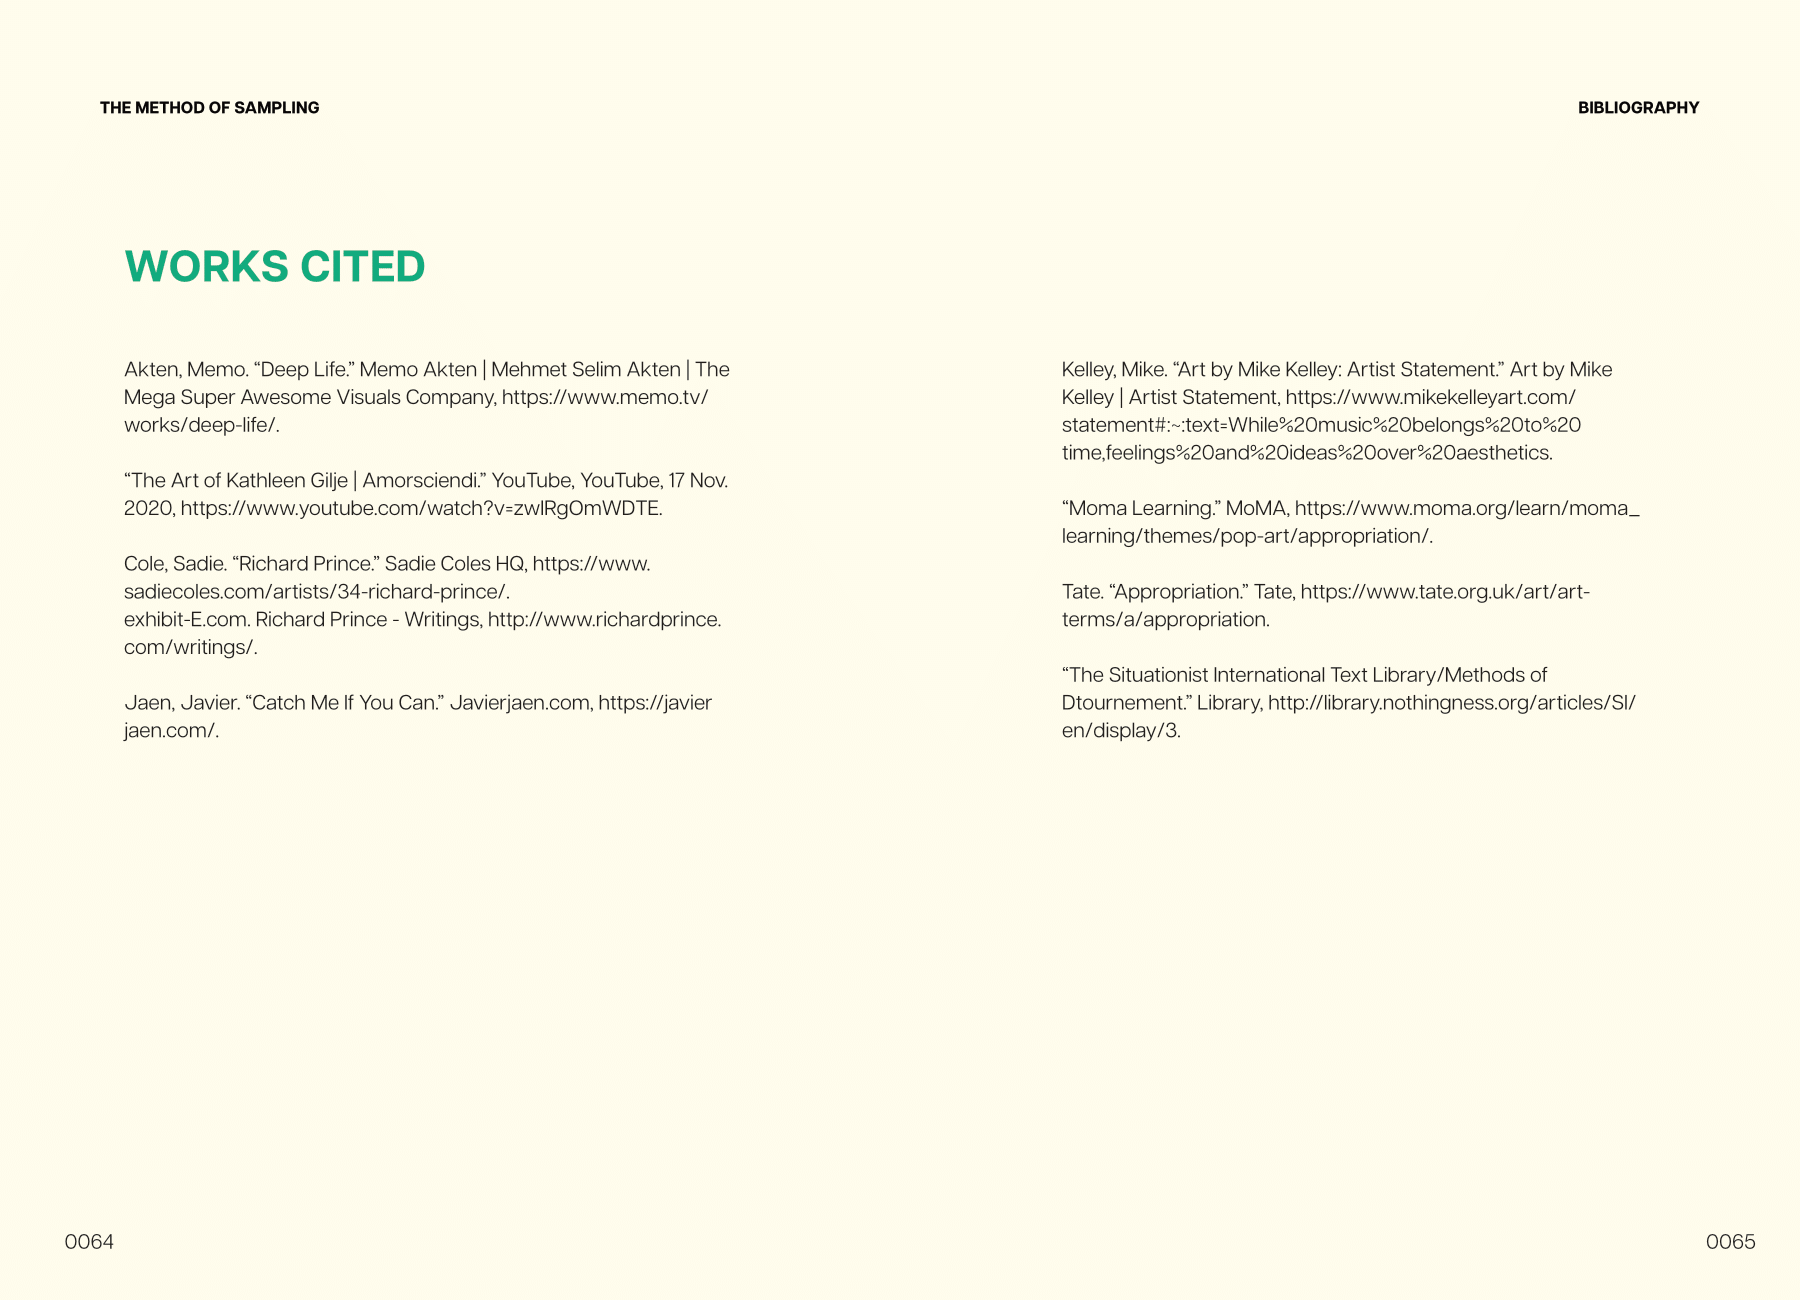 THE METHOD OF SAMPLING
BIBLIOGRAPHY
WORKS CITED
Akten, Memo. “Deep Life.” Memo Akten | Mehmet Selim Akten | The
Mega Super Awesome Visuals Company, https://www.memo.tv/
works/deep-life/.
“The Art of Kathleen Gilje | Amorsciendi.” YouTube, YouTube, 17 Nov.
2020, https://www.youtube.com/watch?v=zwlRgOmWDTE.
Cole, Sadie. “Richard Prince.” Sadie Coles HQ, https://www.
sadiecoles.com/artists/34-richard-prince/.
exhibit-E.com. Richard Prince - Writings, http://www.richardprince.
com/writings/.
Jaen, Javier. “Catch Me If You Can.” Javierjaen.com, https://javier
jaen.com/.
Kelley, Mike. “Art by Mike Kelley: Artist Statement.” Art by Mike
Kelley | Artist Statement, https://www.mikekelleyart.com/
statement#:~:text=While%20music%20belongs%20to%20
time,feelings%20and%20ideas%20over%20aesthetics.
“Moma Learning.” MoMA, https://www.moma.org/learn/moma_
learning/themes/pop-art/appropriation/.
Tate. “Appropriation.” Tate, https://www.tate.org.uk/art/art-
terms/a/appropriation.
“The Situationist International Text Library/Methods of
Dtournement.” Library, http://library.nothingness.org/articles/SI/
en/display/3.
0064
0065